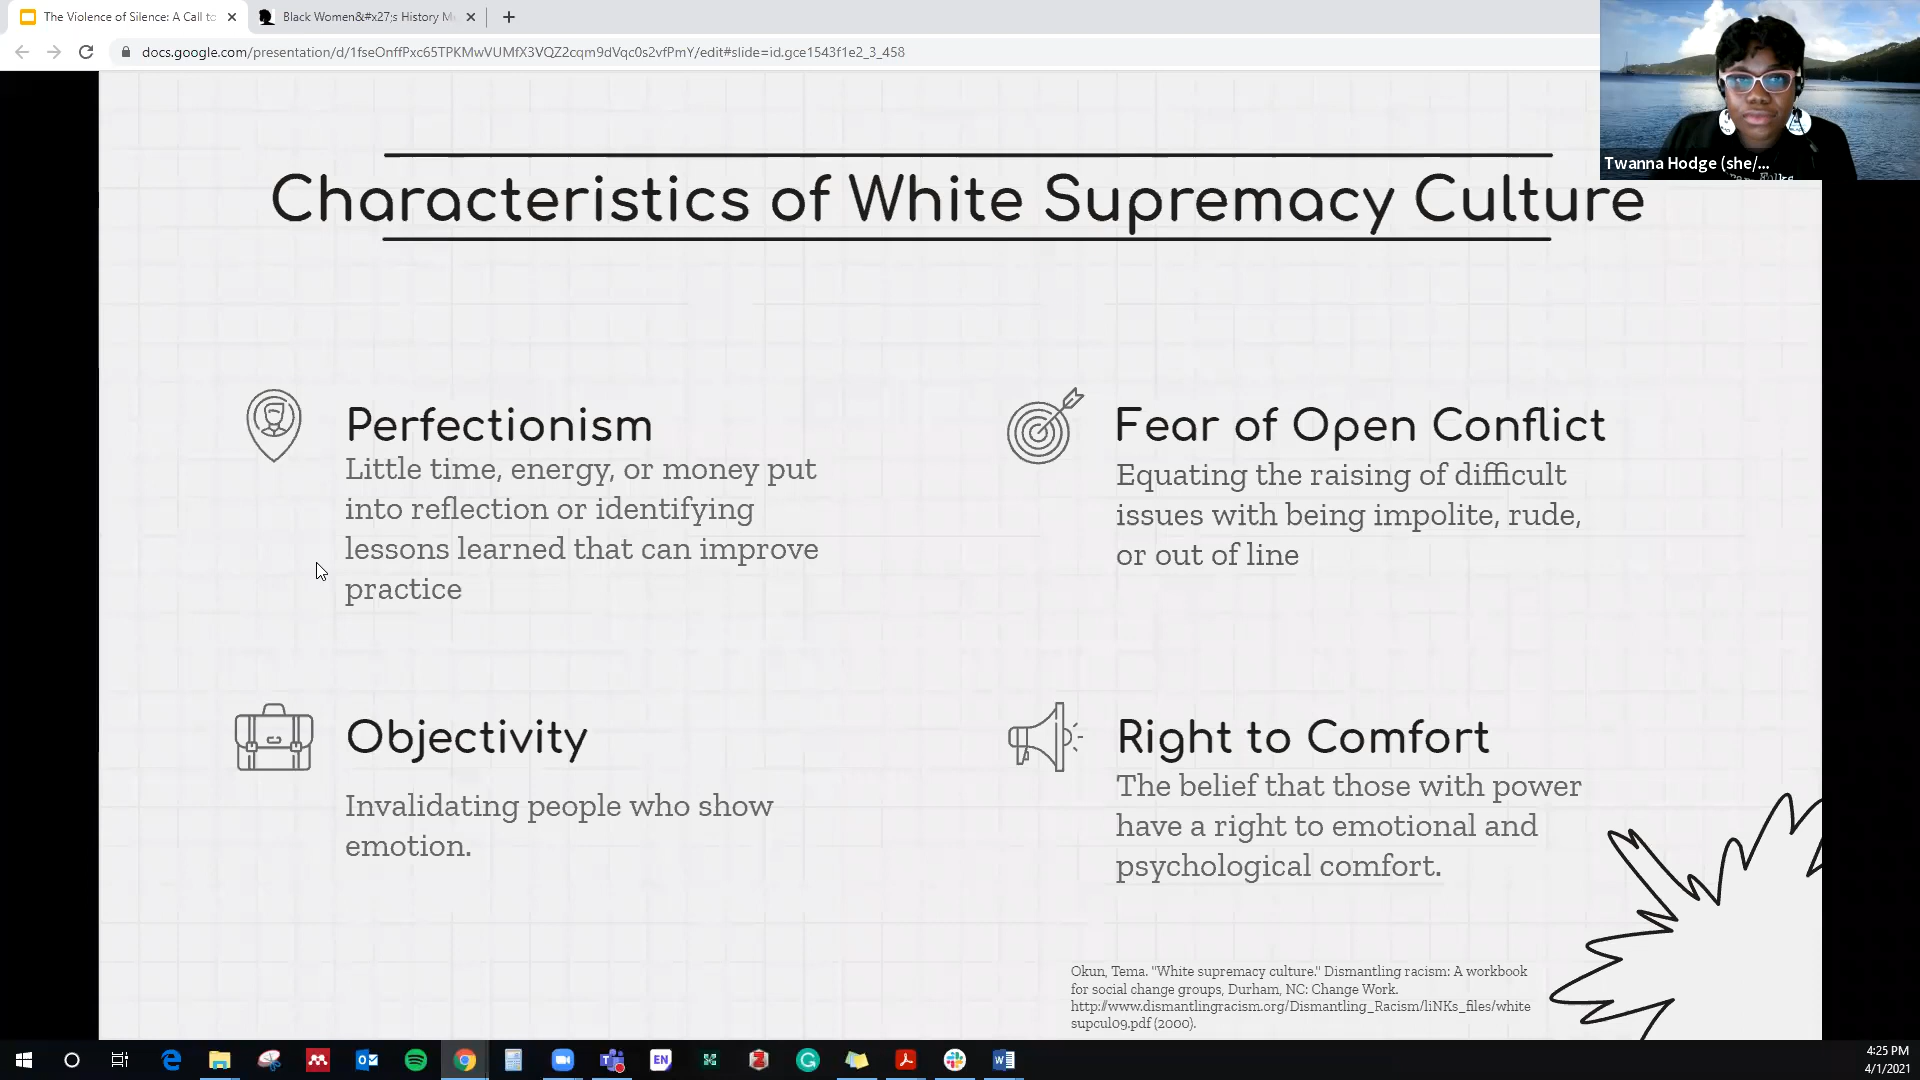 The Violence of Silence: A Call to
Black Women&#x27;s History M
docs.google.com/presentation/d/1fseOnffPxc65TPKMwVUMfX3VQZ2cqm9dVqc0s2vfPmY/edit#slide=id.gce1543f1e2_3_458
Twanna Hodge (she/...
Characteristics of White Supremacy Culture
Perfectionism
Little time, energy, or money put
into reflection or identifying
lessons learned that can improve
practice
Fear of Open Conflict
Equating the raising of difficult
issues with being impolite, rude,
or out of line
Objectivity
Invalidating people who show
emotion.
Right to Comfort
The belief that those with power
have a right to emotional and
psychological comfort.
Okun, Tema. "White supremacy culture." Dismantling racism: A workbook
for social change groups, Durham, NC: Change Work.
http://www.dismantlingracism.org/Dismantling_Racism/liNKs_files/white
supcul09.pdf (2000).
EN
4:25 PM
4/1/2021